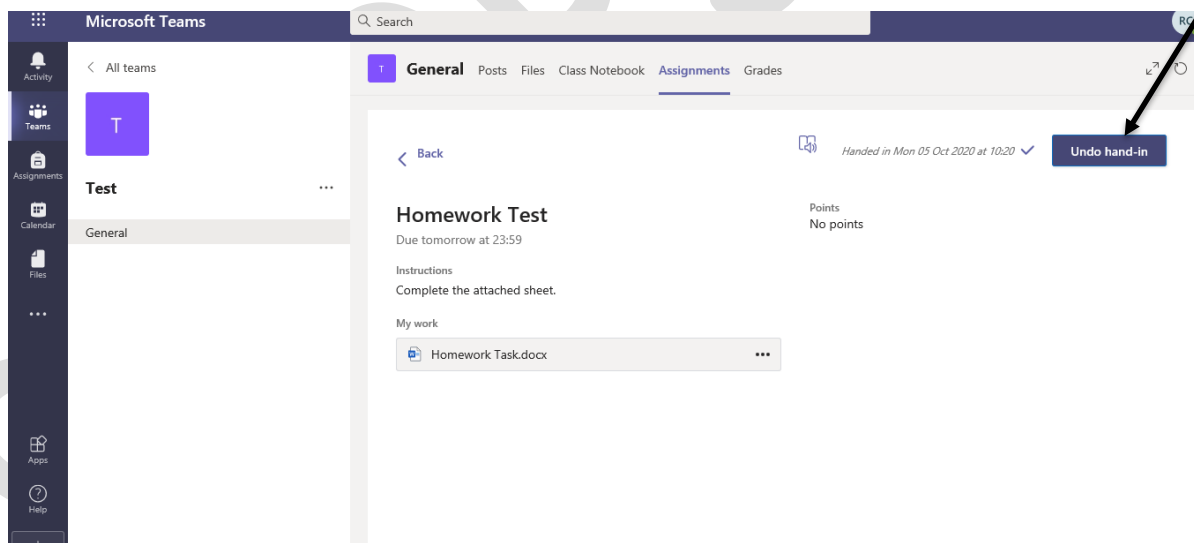 Microsoft Teams
Search
RC
Activity
Teams
Assignments
Calendar
Files
Apps
Help
All teams
T
Test
General
T
General Posts Files Class Notebook Assignments Grades
Back
Handed in Mon 05 Oct 2020 at 10:20
Undo hand-in
Homework Test
Due tomorrow at 23:59
Points
No points
Instructions
Complete the attached sheet.
My work
Homework Task.docx